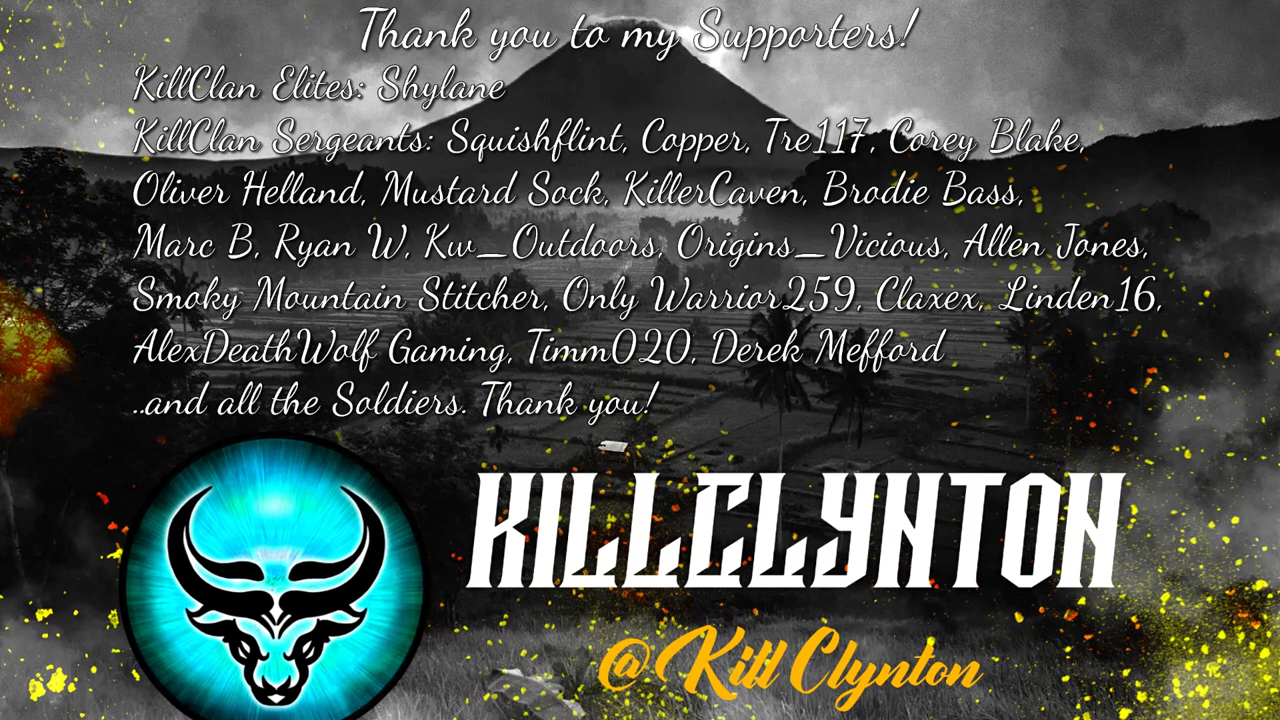 Thank you to my Supporters!
KillClan Elites: Shylane
KillClan Sergeants: Squishflint, Copper, Tre117, Corey Blake,
Oliver Helland, Mustard Sock, KillerCaven, Brodie Bass,
Marc B, Ryan W, Kw_Outdoors, Origins_Vicious, Allen Jones,
Smoky Mountain Stitcher, Only Warrior259, Claxex, Linden16,
AlexDeathWolf Gaming, Timm020, Derek Mefford
..and all the Soldiers. Thank you!
KILLCLYNTON
@KillClynton